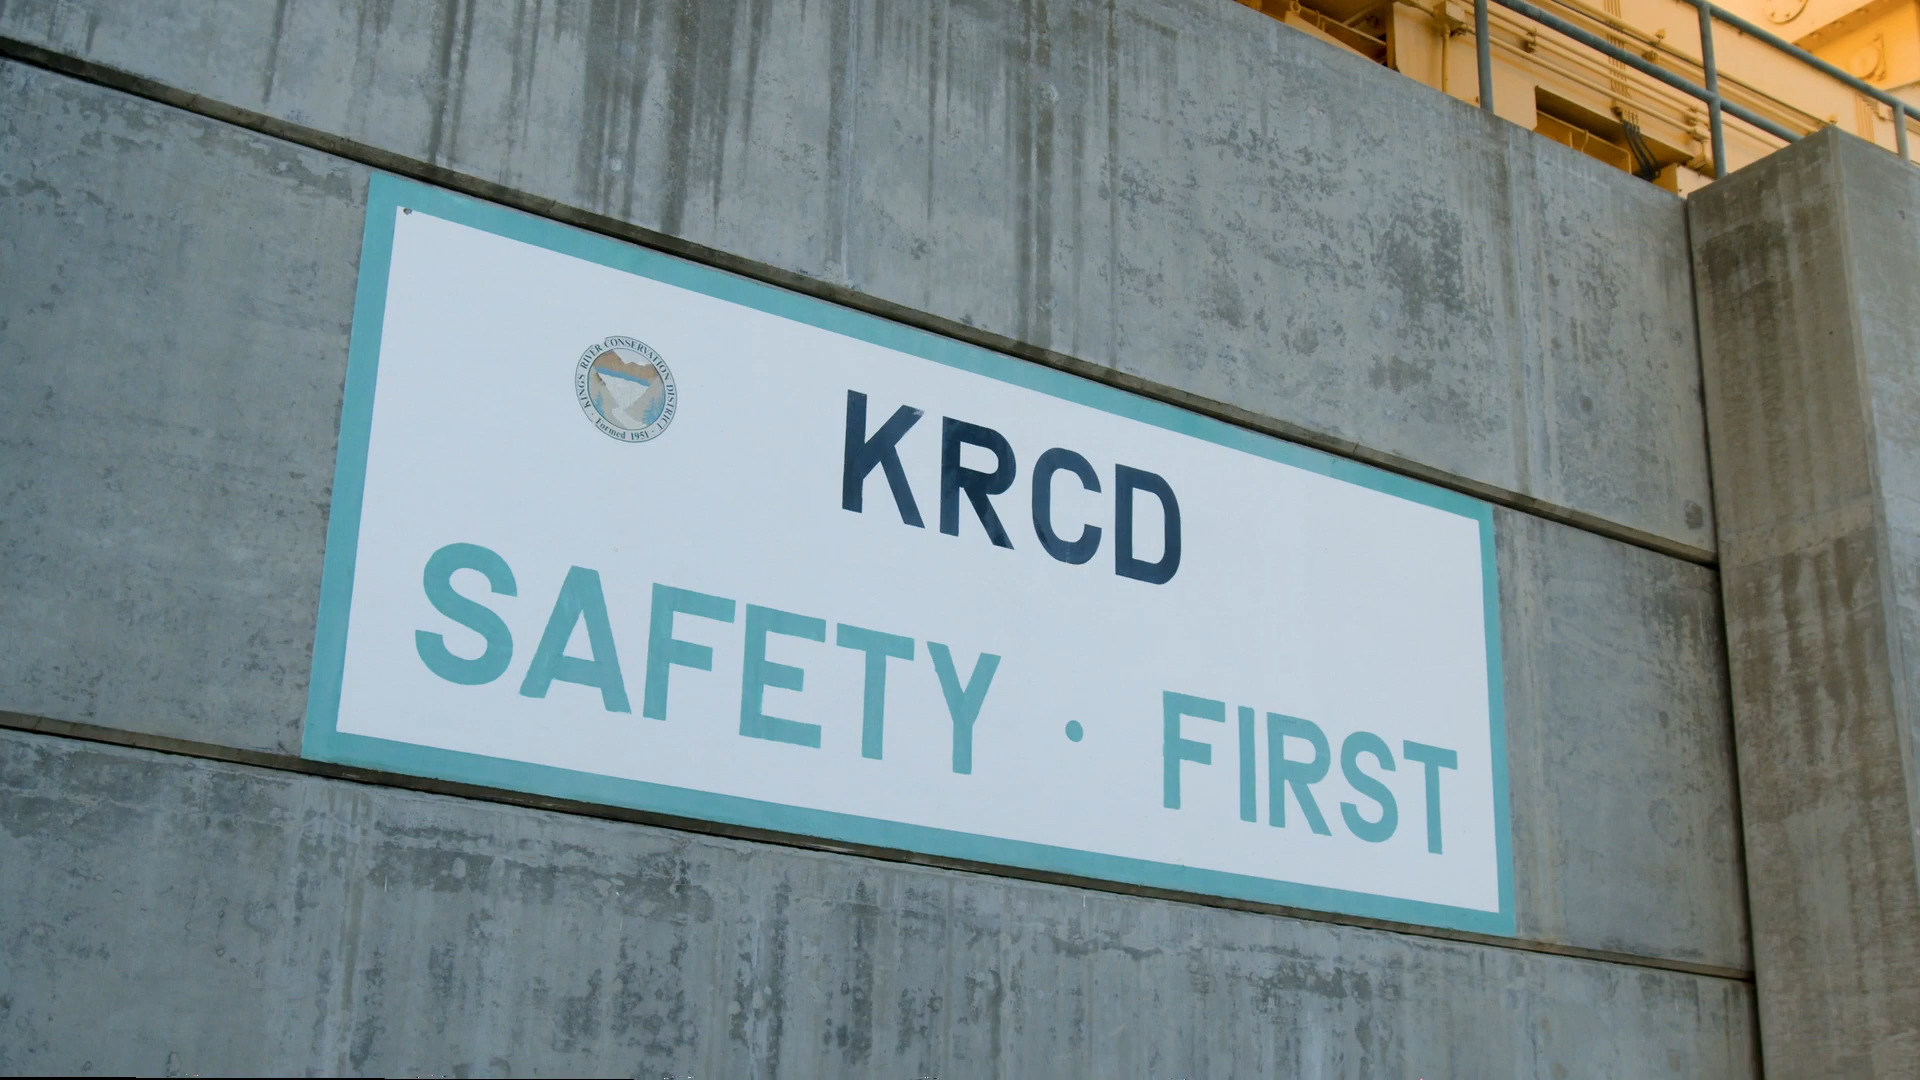 KINGS RIVER CONSERVATION DISTRICT
· Formed 1951 ·
KRCD
SAFETY · FIRST